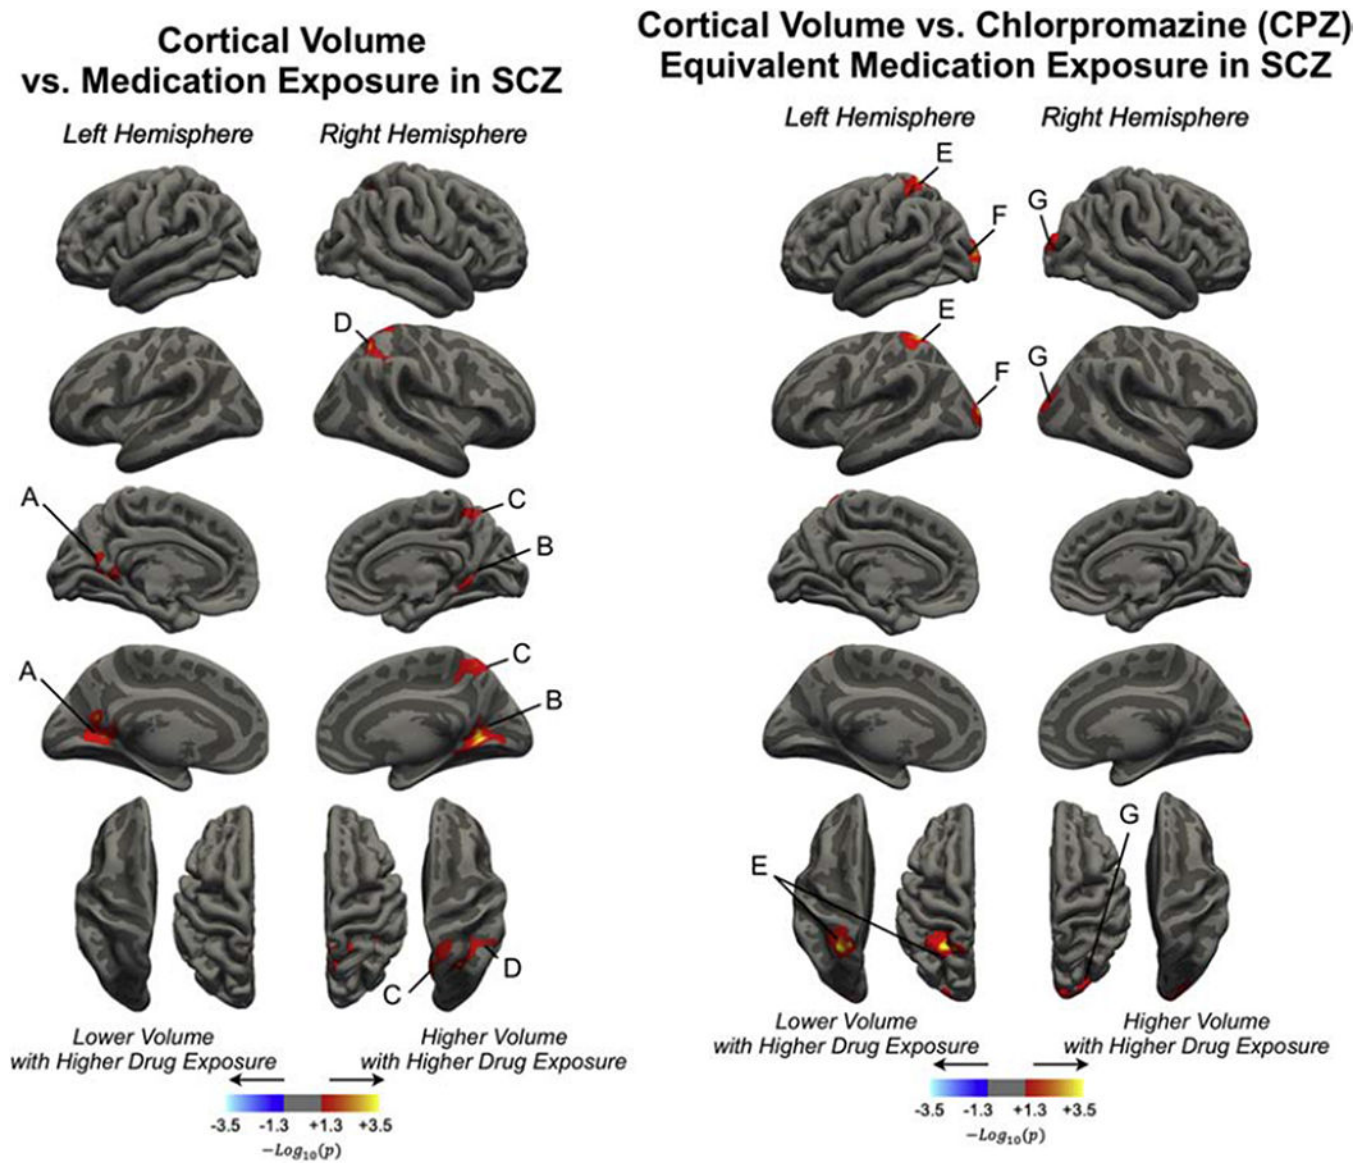 Cortical Volume
vs. Medication Exposure in SCZ
Left Hemisphere
Right Hemisphere
D
A
C
B
A
C
B
D
C
Lower Volume
with Higher Drug Exposure
Higher Volume
with Higher Drug Exposure
-3.5 -1.3 +1.3 +3.5
−Log10(p)
Cortical Volume vs. Chlorpromazine (CPZ)
Equivalent Medication Exposure in SCZ
Left Hemisphere
Right Hemisphere
E
F
G
E
F
G
G
E
Lower Volume
with Higher Drug Exposure
Higher Volume
with Higher Drug Exposure
-3.5 -1.3 +1.3 +3.5
−Log10(p)